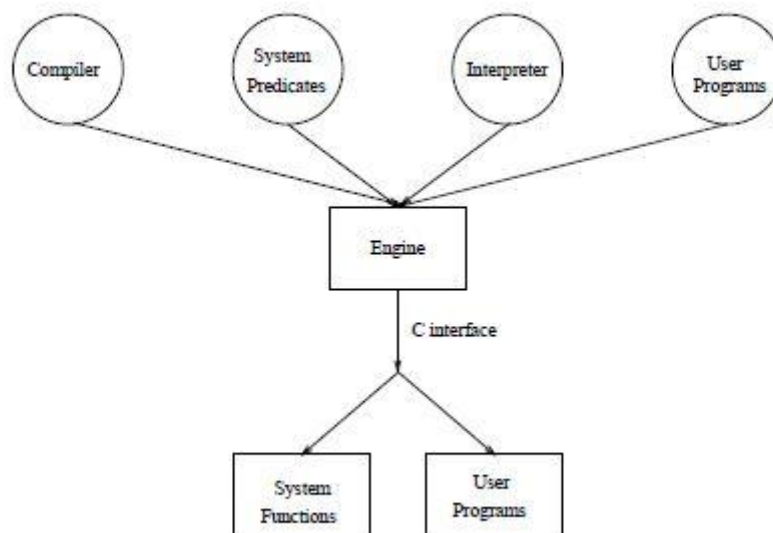 Compiler
System
Predicates
Interpreter
User
Programs
Engine
C interface
System
Functions
User
Programs